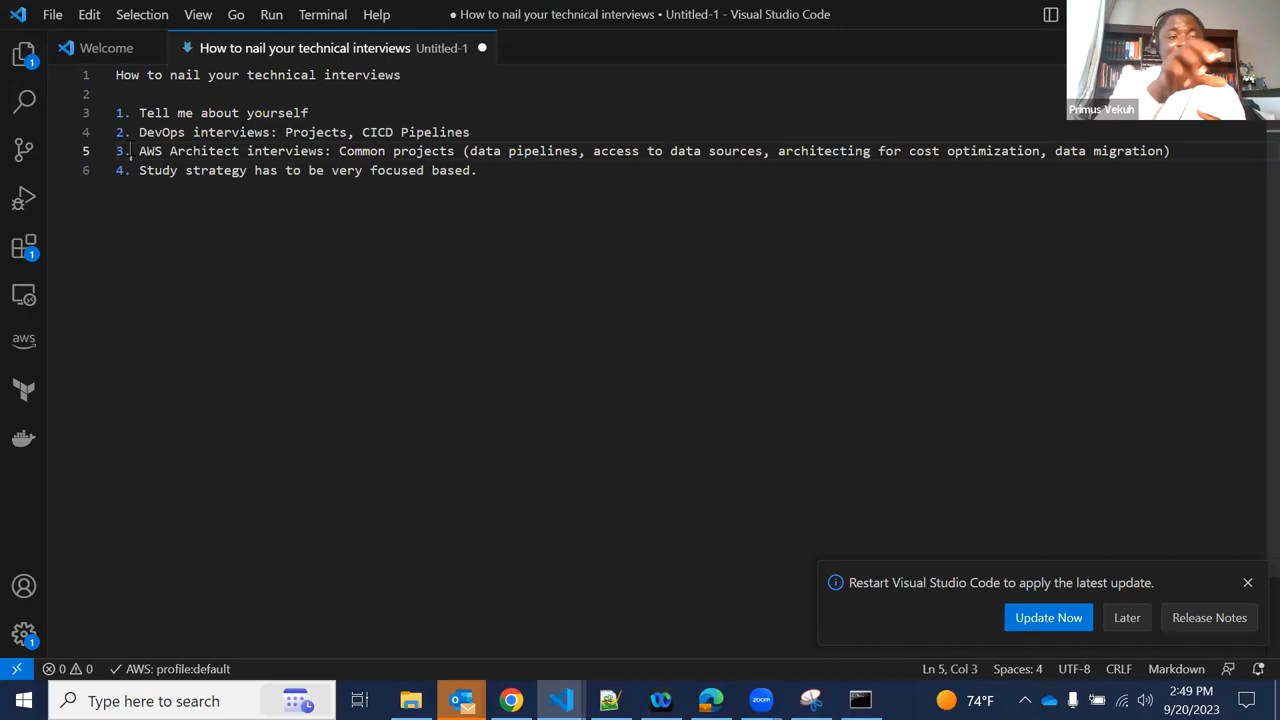 File Edit Selection View Go Run Terminal Help
● How to nail your technical interviews • Untitled-1 - Visual Studio Code
Welcome
How to nail your technical interviews Untitled-1
1 How to nail your technical interviews
2
3 1. Tell me about yourself
4 2. DevOps interviews: Projects, CICD Pipelines
5 3. AWS Architect interviews: Common projects (data pipelines, access to data sources, architecting for cost optimization, data migration)
6 4. Study strategy has to be very focused based.
Primus Vekuh
1
1
aws
1
Restart Visual Studio Code to apply the latest update.
Update Now Later Release Notes
0 0 AWS: profile:default Ln 5, Col 3 Spaces: 4 UTF-8 CRLF Markdown
Type here to search
zoom
74°F
2:49 PM
9/20/2023